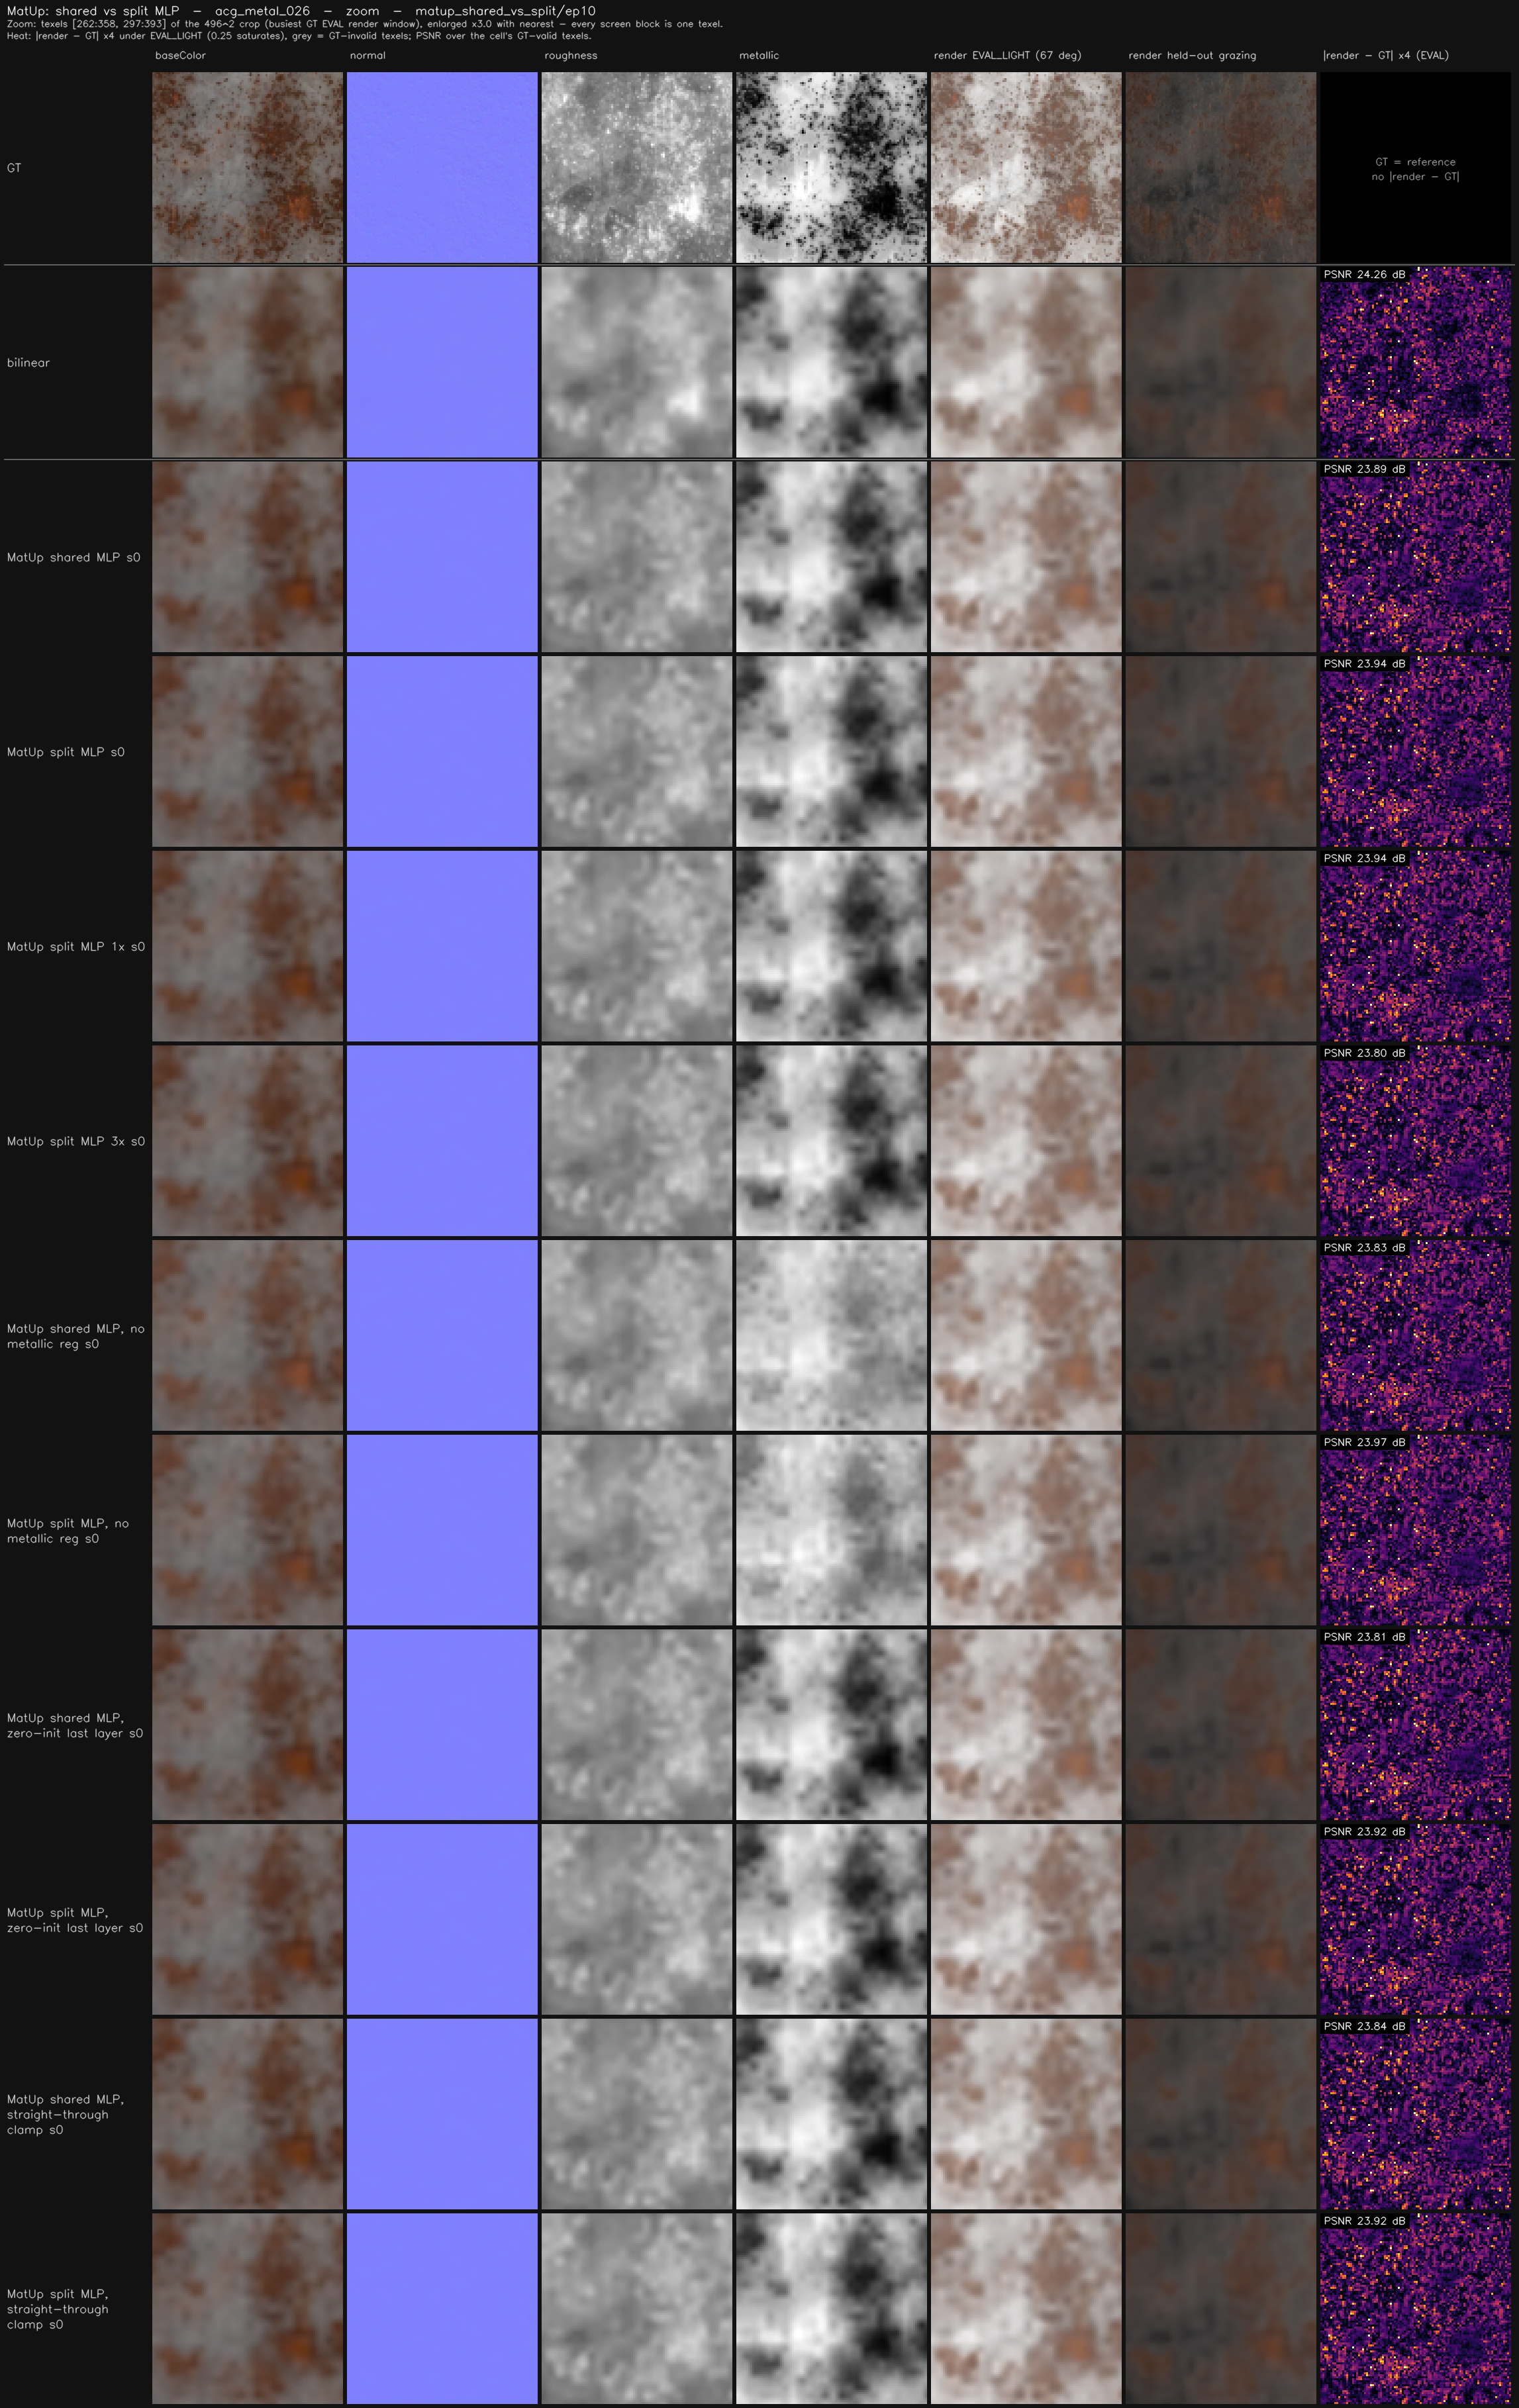 MatUp: shared vs split MLP – acg_metal_026 – zoom – matup_shared_vs_split/ep10
Zoom: texels [262:358, 297:393] of the 496^2 crop (busiest GT EVAL render window), enlarged x3.0 with nearest – every screen block is one texel.
Heat: |render – GT| x4 under EVAL_LIGHT (0.25 saturates), grey = GT-invalid texels; PSNR over the cell's GT-valid texels.
baseColor normal roughness metallic render EVAL_LIGHT (67 deg) render held-out grazing |render – GT| x4 (EVAL)
GT
GT = reference
no |render – GT|
bilinear
PSNR 24.26 dB
MatUp shared MLP s0
PSNR 23.89 dB
MatUp split MLP s0
PSNR 23.94 dB
MatUp split MLP 1x s0
PSNR 23.94 dB
MatUp split MLP 3x s0
PSNR 23.80 dB
MatUp shared MLP, no
metallic reg s0
PSNR 23.83 dB
MatUp split MLP, no
metallic reg s0
PSNR 23.97 dB
MatUp shared MLP,
zero-init last layer s0
PSNR 23.81 dB
MatUp split MLP,
zero-init last layer s0
PSNR 23.92 dB
MatUp shared MLP,
straight-through
clamp s0
PSNR 23.84 dB
MatUp split MLP,
straight-through
clamp s0
PSNR 23.92 dB